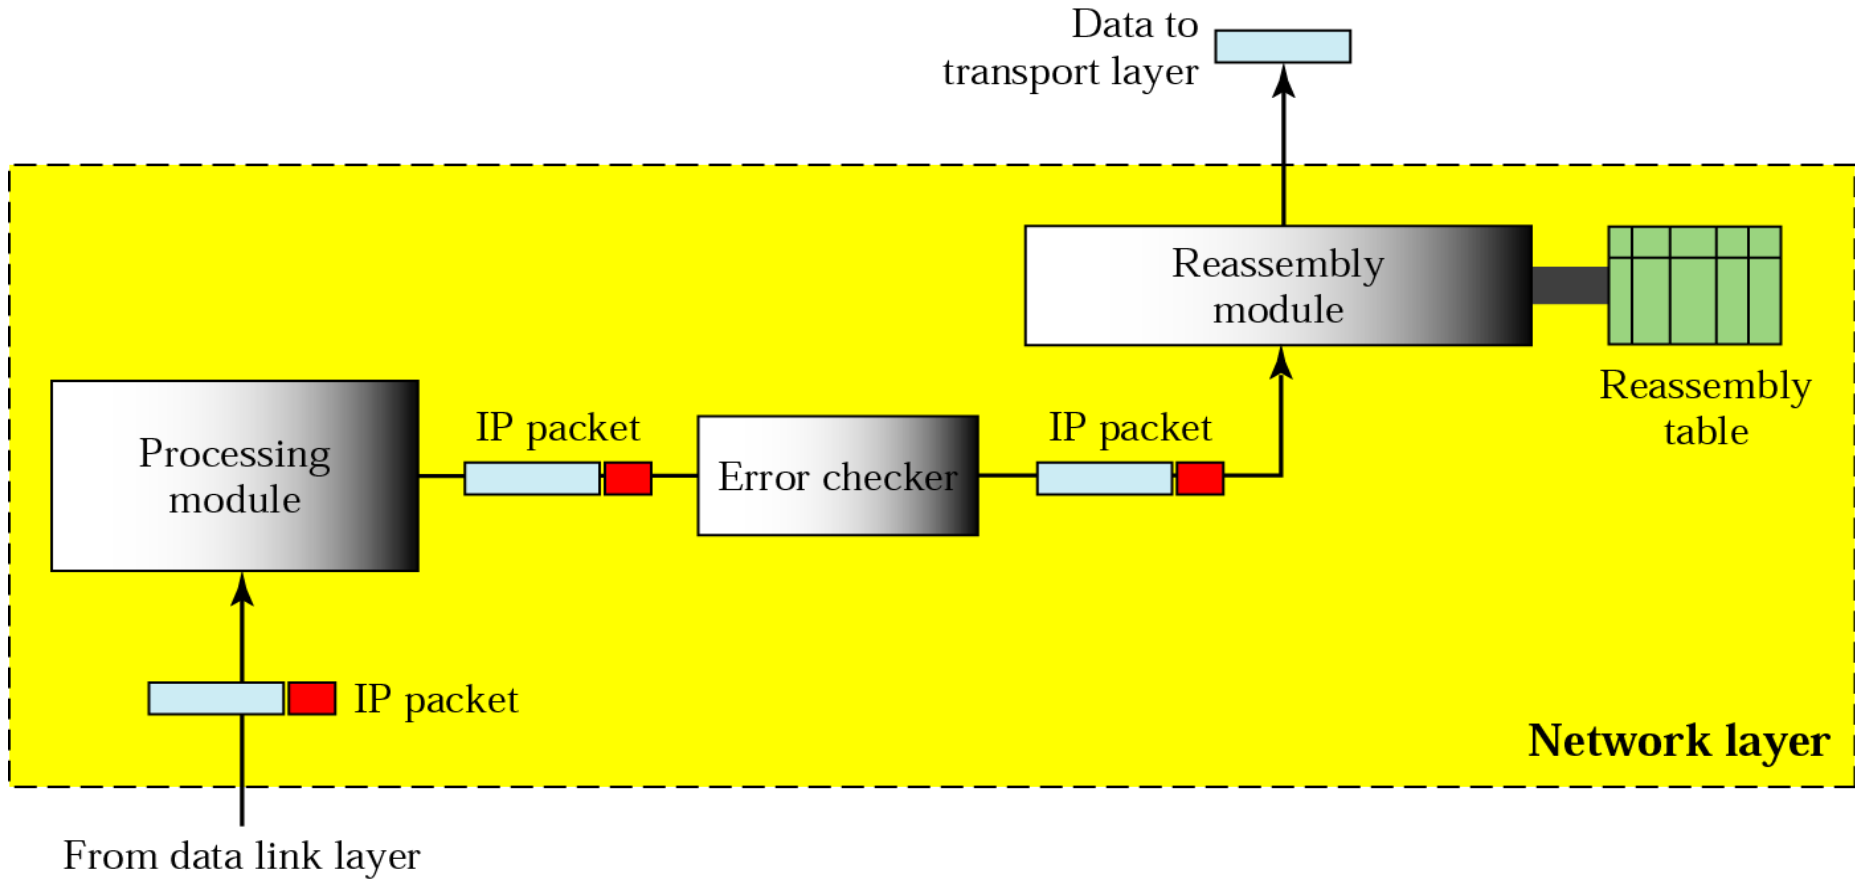 Data to
transport layer
Reassembly
module
Reassembly
table
Processing
module
IP packet
Error checker
IP packet
IP packet
Network layer
From data link layer